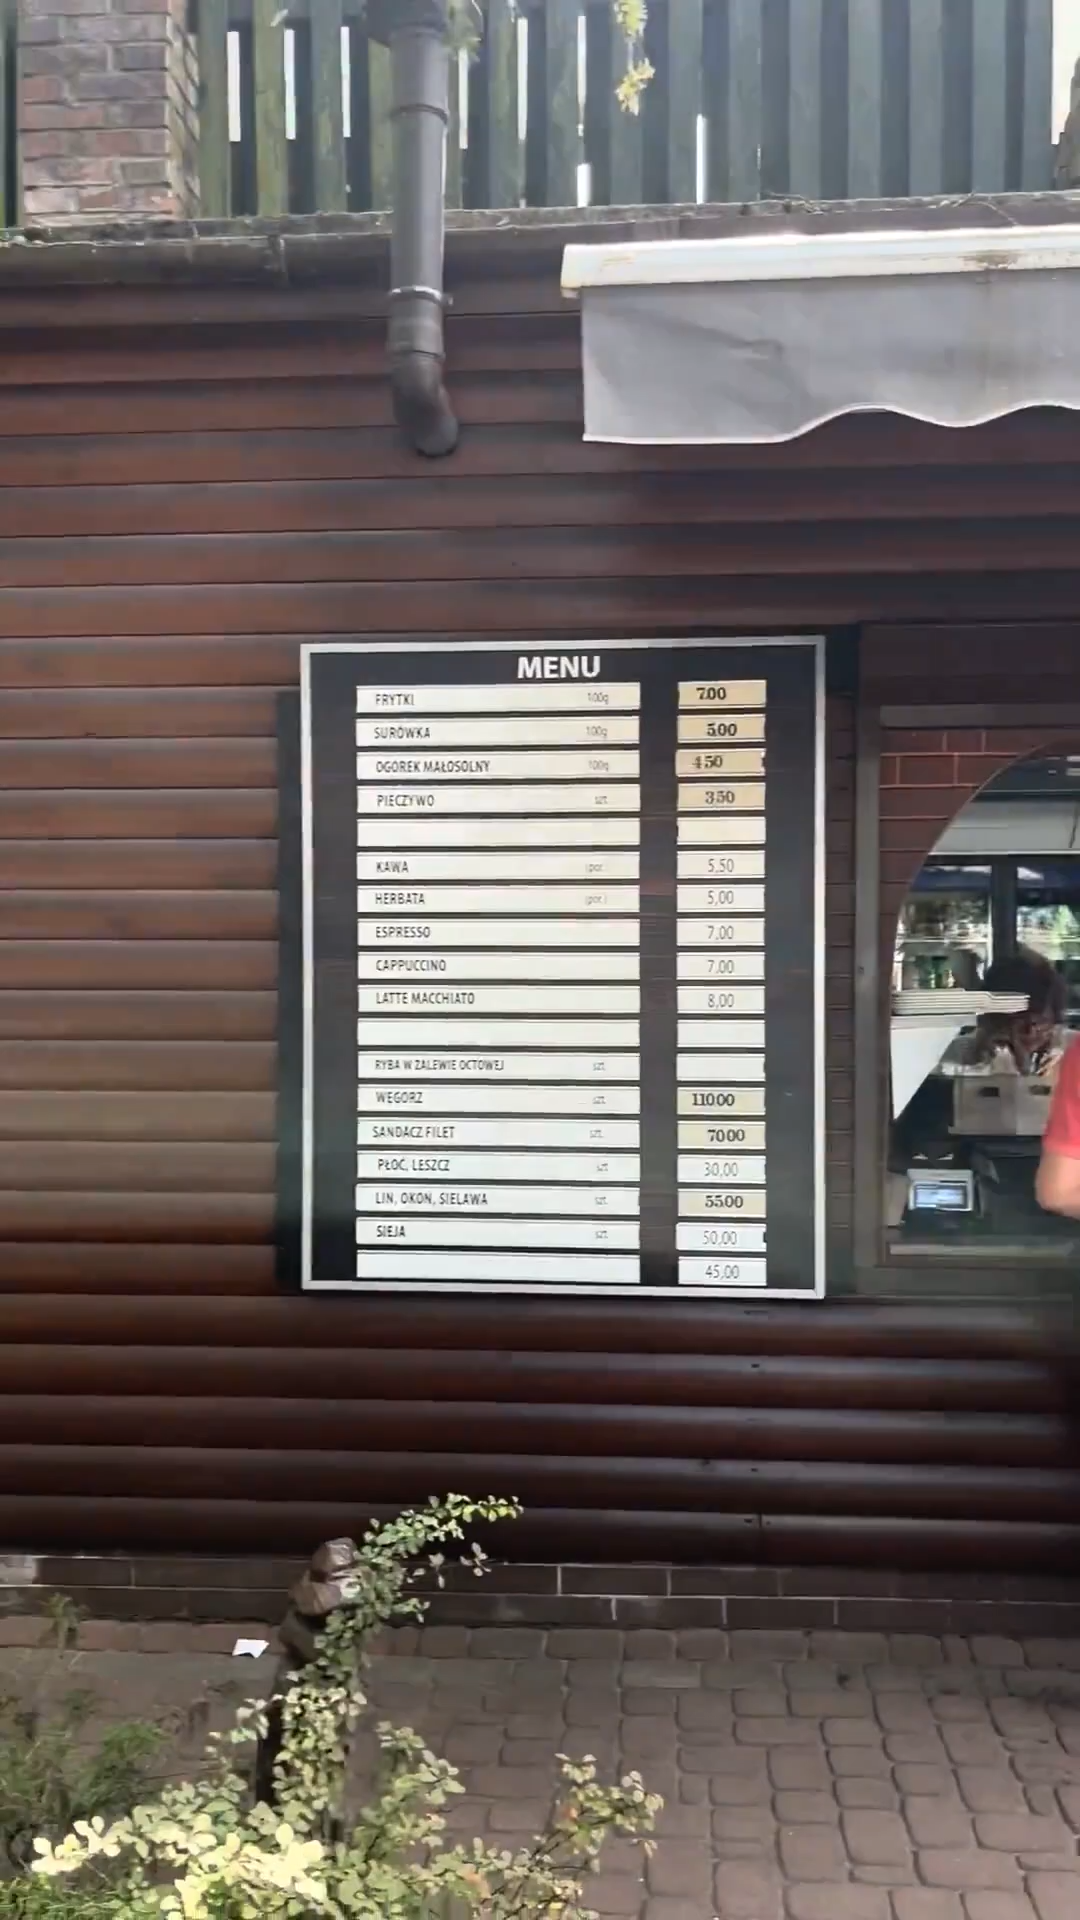 MENU
FRYTKI 100g 7.00
SURÓWKA 100g 5.00
OGOREK MAŁOSOLNY 100g 4 50
PIECZYWO szt. 3.50
KAWA (por.) 5,50
HERBATA (por.) 5,00
ESPRESSO 7,00
CAPPUCCINO 7,00
LATTE MACCHIATO 8,00
RYBA W ZALEWIE OCTOWEJ szt.
WĘGORZ szt. 110.00
SANDACZ FILET szt. 70 00
PŁOĆ, LESZCZ szt. 30,00
LIN, OKON, SIELAWA szt. 55.00
SIEJA szt. 50,00
45,00